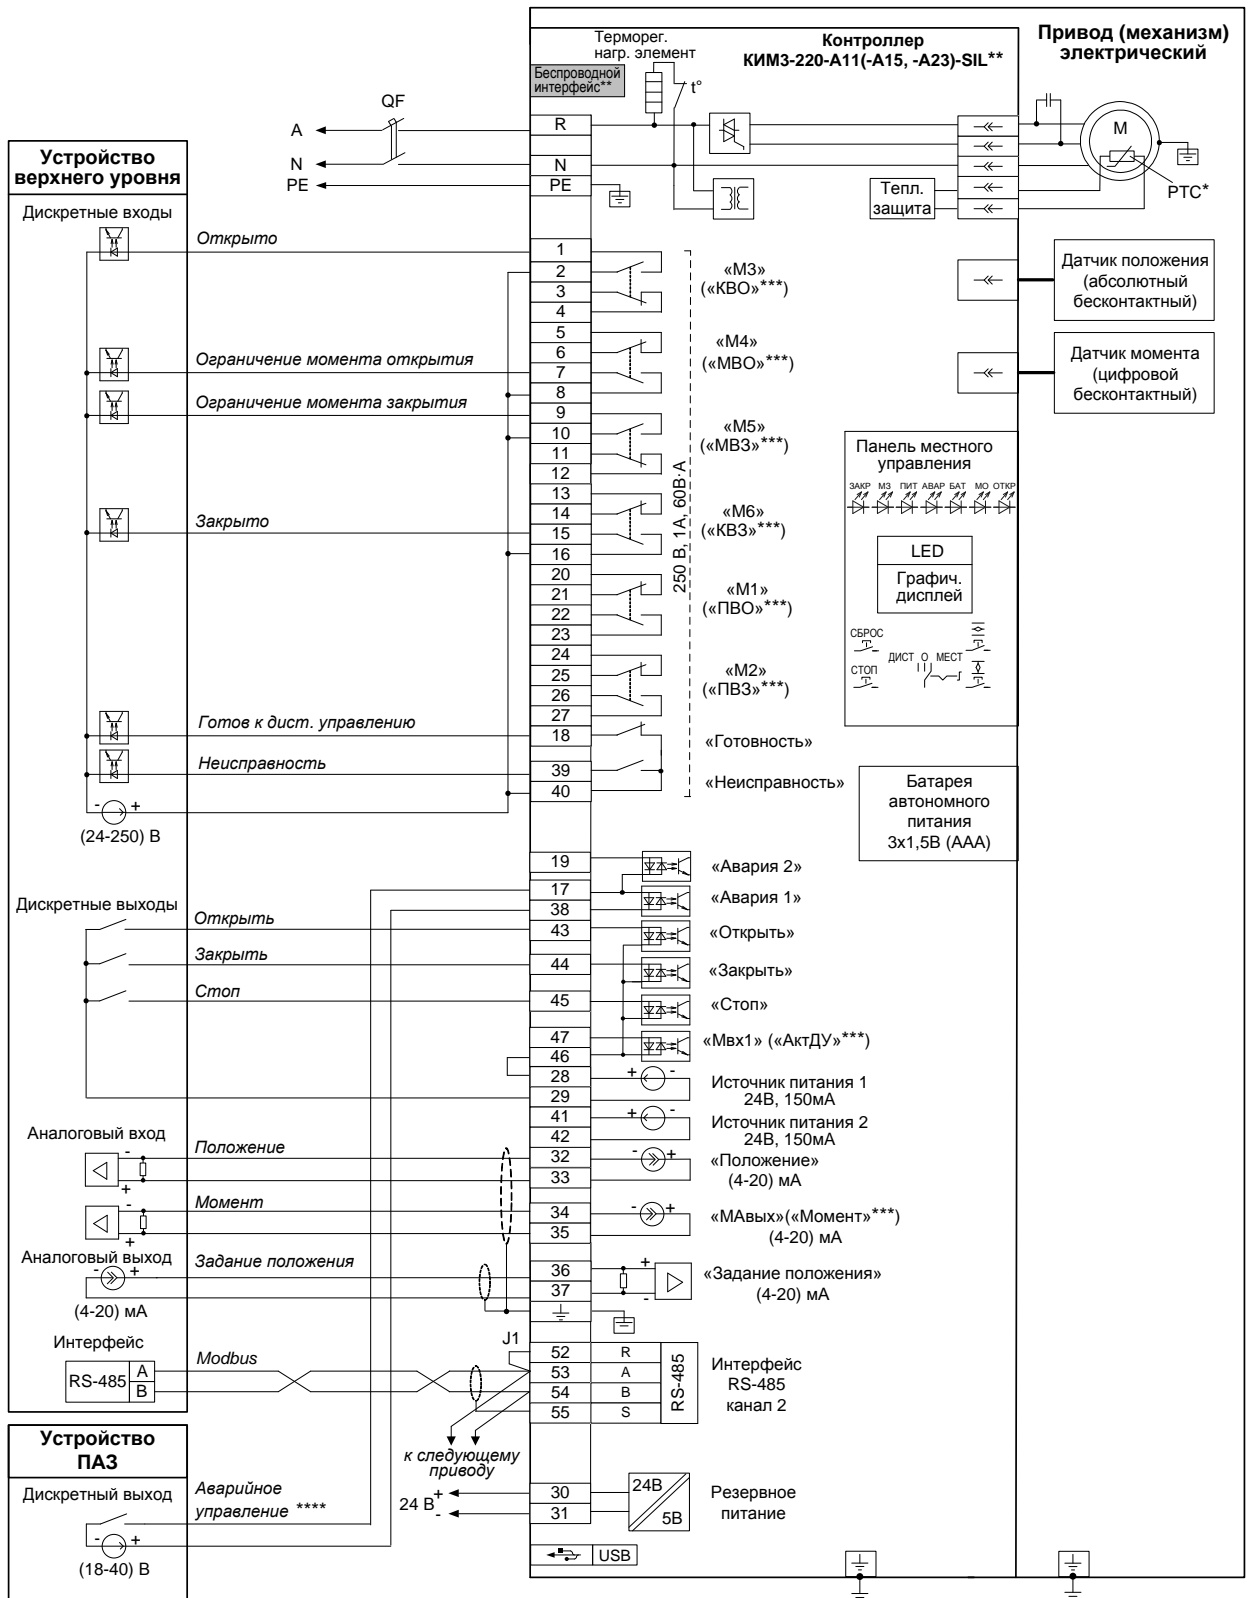 Привод (механизм)
электрический
Контроллер
КИМ3-220-А11(-А15, -А23)-SIL**
Терморег.
нагр. элемент
Беспроводной
интерфейс**
t°
QF
A
N
PE
R
N
PE
M
PTC*
Тепл.
защита
Устройство
верхнего уровня
Дискретные входы
Открыто
1
2
3
4
«М3»
(«КВО»***)
Датчик положения
(абсолютный
бесконтактный)
Ограничение момента открытия
5
6
7
8
«М4»
(«МВО»***)
Датчик момента
(цифровой
бесконтактный)
Ограничение момента закрытия
9
10
11
12
«М5»
(«МВЗ»***)
Панель местного
управления
ЗАКР МЗ ПИТ АВАР БАТ МО ОТКР
LED
Графич.
дисплей
СБРОС
СТОП
ДИСТ О МЕСТ
Закрыто
13
14
15
16
«М6»
(«КВЗ»***)
250 В, 1А, 60В·А
20
21
22
23
«М1»
(«ПВО»***)
24
25
26
27
«М2»
(«ПВЗ»***)
Готов к дист. управлению
18
«Готовность»
Неисправность
39
40
«Неисправность»
- +
(24-250) В
Батарея
автономного
питания
3х1,5В (ААА)
19
«Авария 2»
17
38
«Авария 1»
Дискретные выходы
Открыть
43
«Открыть»
Закрыть
44
«Закрыть»
Стоп
45
«Стоп»
47
46
«Мвх1» («АктДУ»***)
28
29
+ -
Источник питания 1
24В, 150мА
41
42
+ -
Источник питания 2
24В, 150мА
Аналоговый вход
Положение
-
+
32
33
- +
«Положение»
(4-20) мА
Момент
-
+
34
35
- +
«МАвых»(«Момент»***)
(4-20) мА
Аналоговый выход
Задание положения
- +
(4-20) мА
36
37
+
-
«Задание положения»
(4-20) мА
Интерфейс
RS-485
A
B
Modbus
J1
52 R
53 A
54 B
55 S
RS-485
Интерфейс
RS-485
канал 2
к следующему
приводу
Устройство
ПАЗ
Дискретный выход
Аварийное
управление ****
- +
(18-40) В
24 В
+
-
30
31
24В
5В
Резервное
питание
USB